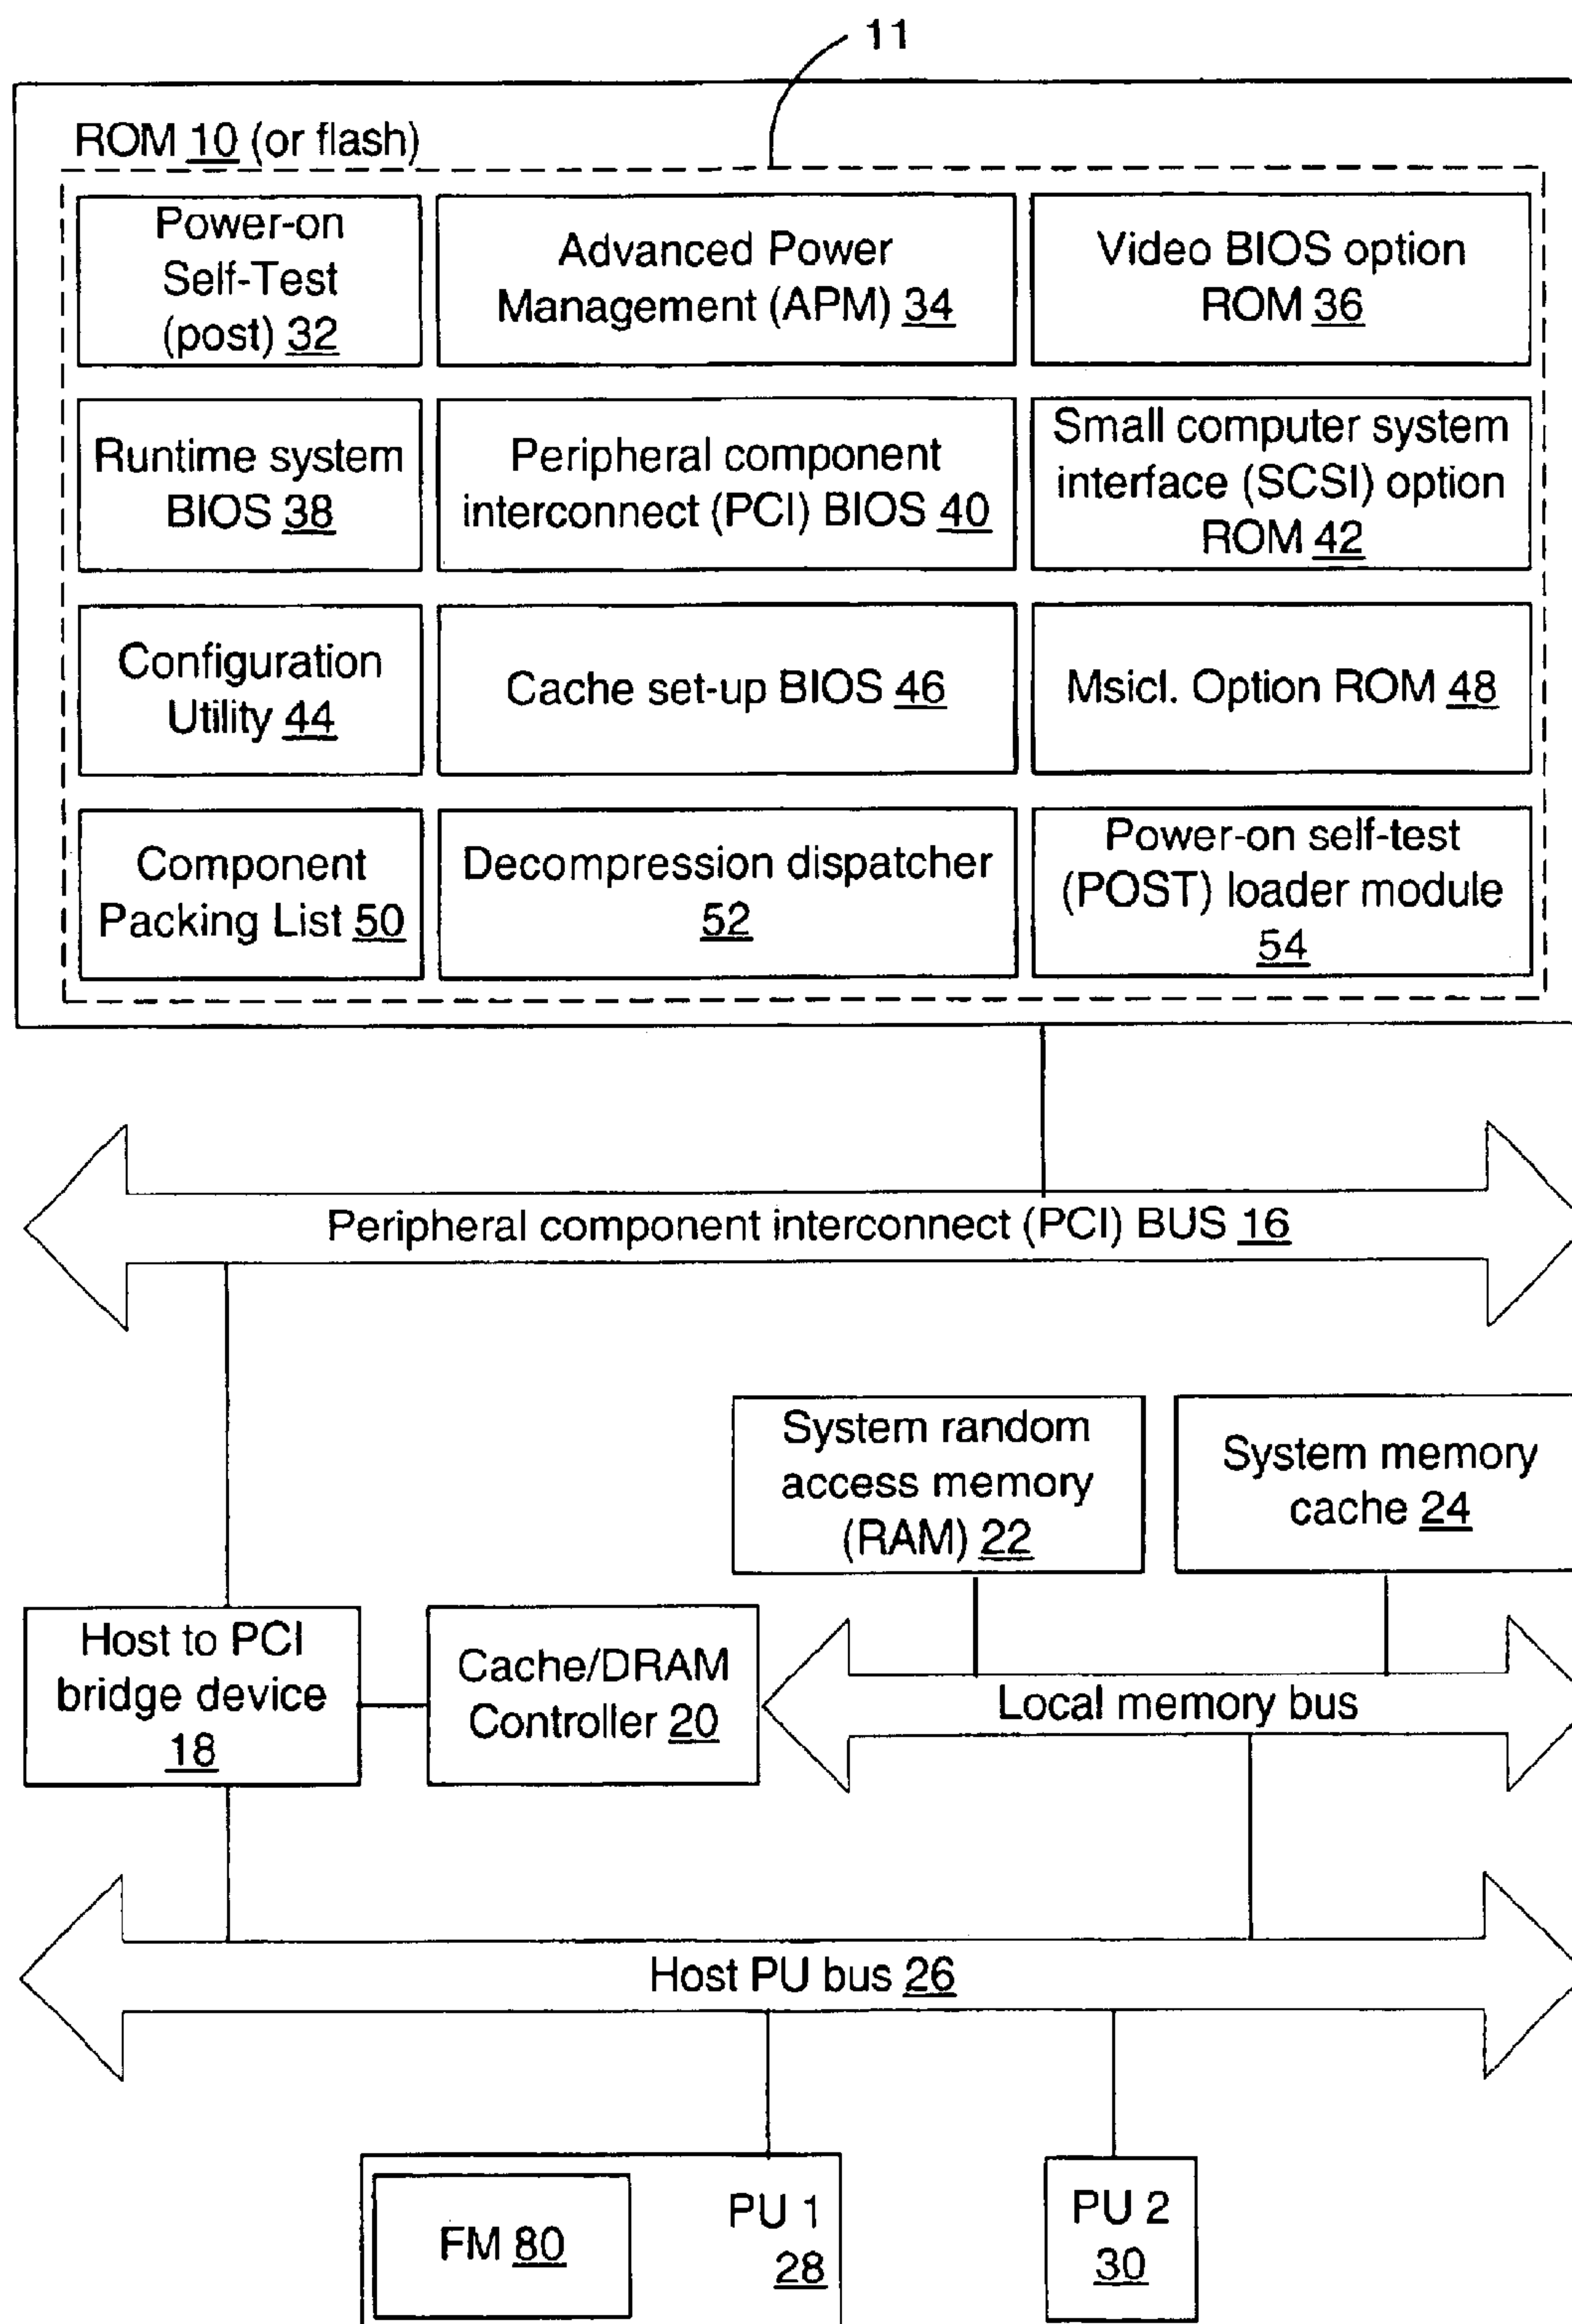 11
ROM 10 (or flash)
Power-on
Self-Test
(post) 32
Advanced Power
Management (APM) 34
Video BIOS option
ROM 36
Runtime system
BIOS 38
Peripheral component
interconnect (PCI) BIOS 40
Small computer system
interface (SCSI) option
ROM 42
Configuration
Utility 44
Cache set-up BIOS 46
Msicl. Option ROM 48
Component
Packing List 50
Decompression dispatcher
52
Power-on self-test
(POST) loader module
54
Peripheral component interconnect (PCI) BUS 16
System random
access memory
(RAM) 22
System memory
cache 24
Host to PCI
bridge device
18
Cache/DRAM
Controller 20
Local memory bus
Host PU bus 26
FM 80
PU 1
28
PU 2
30